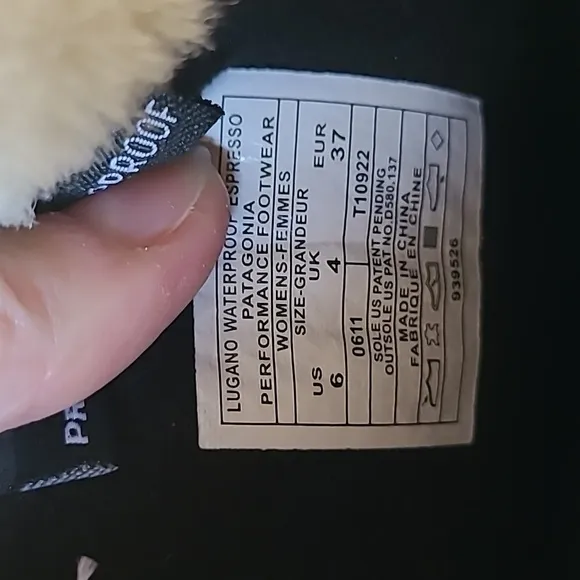 LUGANO WATERPROOF ESPRESSO
PATAGONIA
PERFORMANCE FOOTWEAR
WOMENS-FEMMES
SIZE-GRANDEUR
US UK EUR
6 4 37
0611 T10922
SOLE US PATENT PENDING
OUTSOLE US PAT NO.D580,137
MADE IN CHINA
FABRIQUE EN CHINE
939526